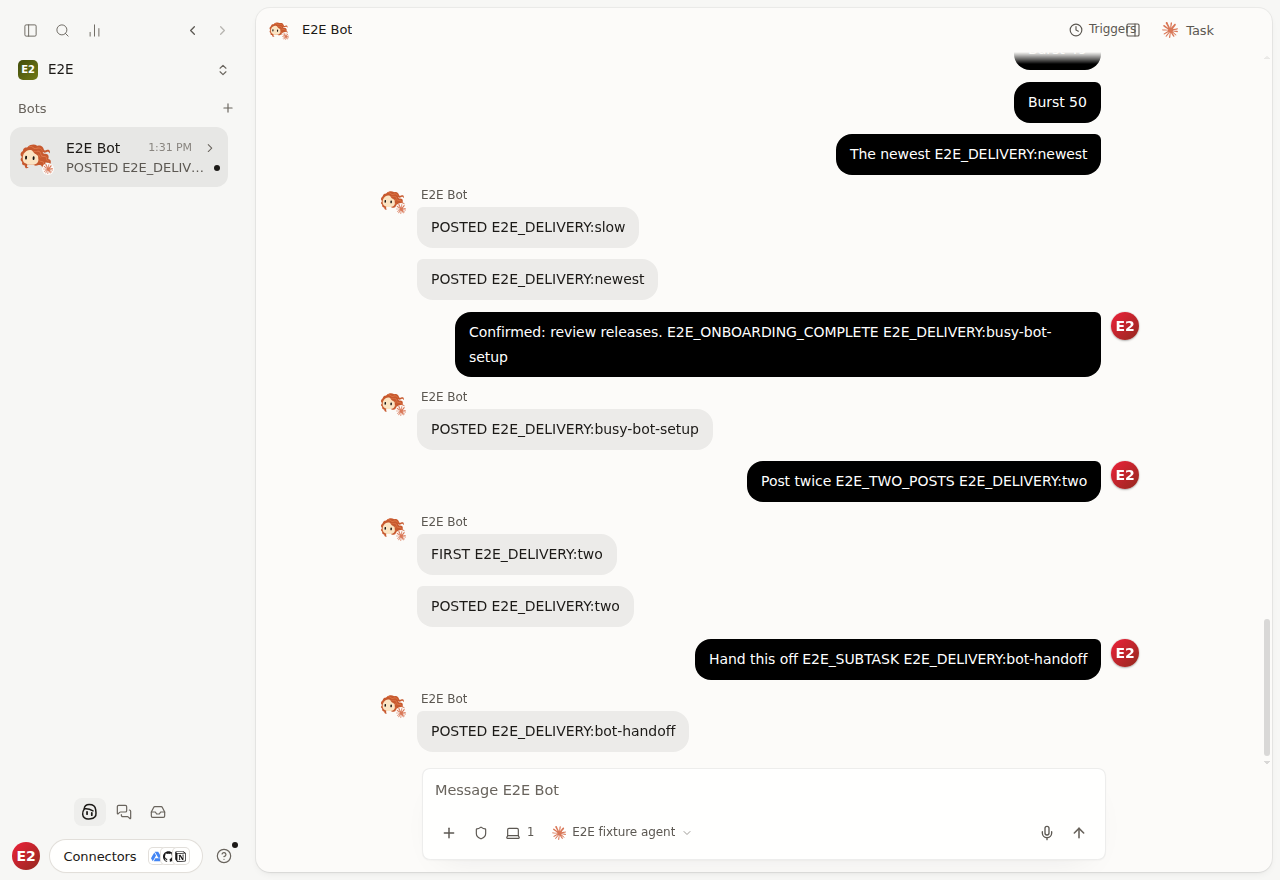 E2 E2E
Bots
E2E Bot 1:31 PM
POSTED E2E_DELIV...
E2 Connectors
E2E Bot
Triggers
Task
Burst 50
The newest E2E_DELIVERY:newest
E2E Bot
POSTED E2E_DELIVERY:slow
POSTED E2E_DELIVERY:newest
Confirmed: review releases. E2E_ONBOARDING_COMPLETE E2E_DELIVERY:busy-bot-
setup
E2
E2E Bot
POSTED E2E_DELIVERY:busy-bot-setup
Post twice E2E_TWO_POSTS E2E_DELIVERY:two
E2
E2E Bot
FIRST E2E_DELIVERY:two
POSTED E2E_DELIVERY:two
Hand this off E2E_SUBTASK E2E_DELIVERY:bot-handoff
E2
E2E Bot
POSTED E2E_DELIVERY:bot-handoff
Message E2E Bot
1 E2E fixture agent